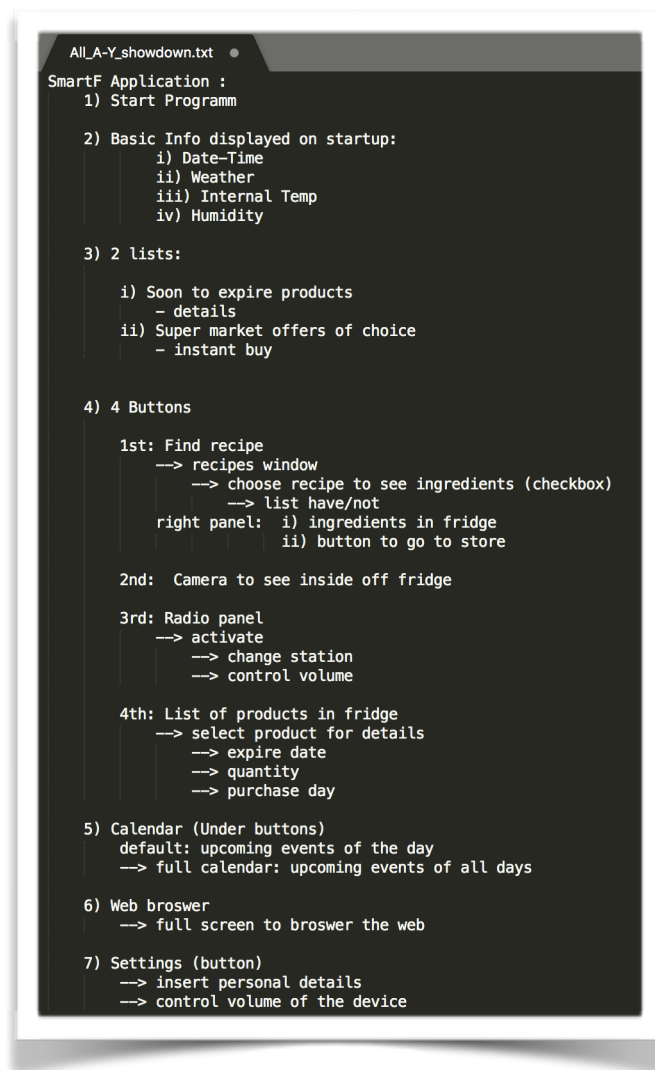 All_A-Y_showdown.txt
SmartF Application :
1) Start Programm
2) Basic Info displayed on startup:
i) Date-Time
ii) Weather
iii) Internal Temp
iv) Humidity
3) 2 lists:
i) Soon to expire products
- details
ii) Super market offers of choice
- instant buy
4) 4 Buttons
1st: Find recipe
--> recipes window
--> choose recipe to see ingredients (checkbox)
--> list have/not
right panel:  i) ingredients in fridge
ii) button to go to store
2nd:  Camera to see inside off fridge
3rd: Radio panel
--> activate
--> change station
--> control volume
4th: List of products in fridge
--> select product for details
--> expire date
--> quantity
--> purchase day
5) Calendar (Under buttons)
default: upcoming events of the day
--> full calendar: upcoming events of all days
6) Web broswer
--> full screen to broswer the web
7) Settings (button)
--> insert personal details
--> control volume of the device